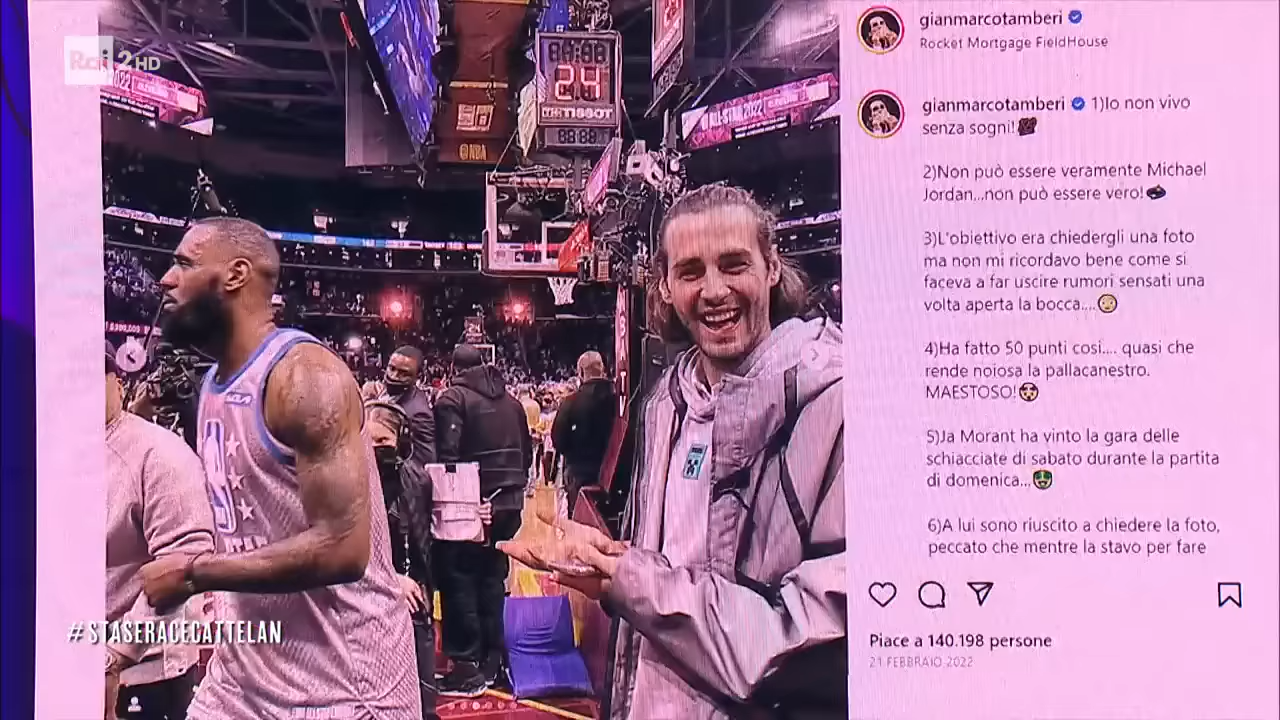 Rai 2 HD
2022
24
TISSOT
@NBA
ALL-STAR 2022
#STASERACECATTELAN
gianmarcotamberi
Rocket Mortgage FieldHouse
gianmarcotamberi 1)Io non vivo
senza sogni!
2)Non può essere veramente Michael
Jordan...non può essere vero!
3)L'obiettivo era chiedergli una foto
ma non mi ricordavo bene come si
faceva a far uscire rumori sensati una
volta aperta la bocca....
4)Ha fatto 50 punti cosi.... quasi che
rende noiosa la pallacanestro.
MAESTOSO!
5)Ja Morant ha vinto la gara delle
schiacciate di sabato durante la partita
di domenica...
6)A lui sono riuscito a chiedere la foto,
peccato che mentre la stavo per fare
Piace a 140.198 persone
21 FEBBRAIO 2022